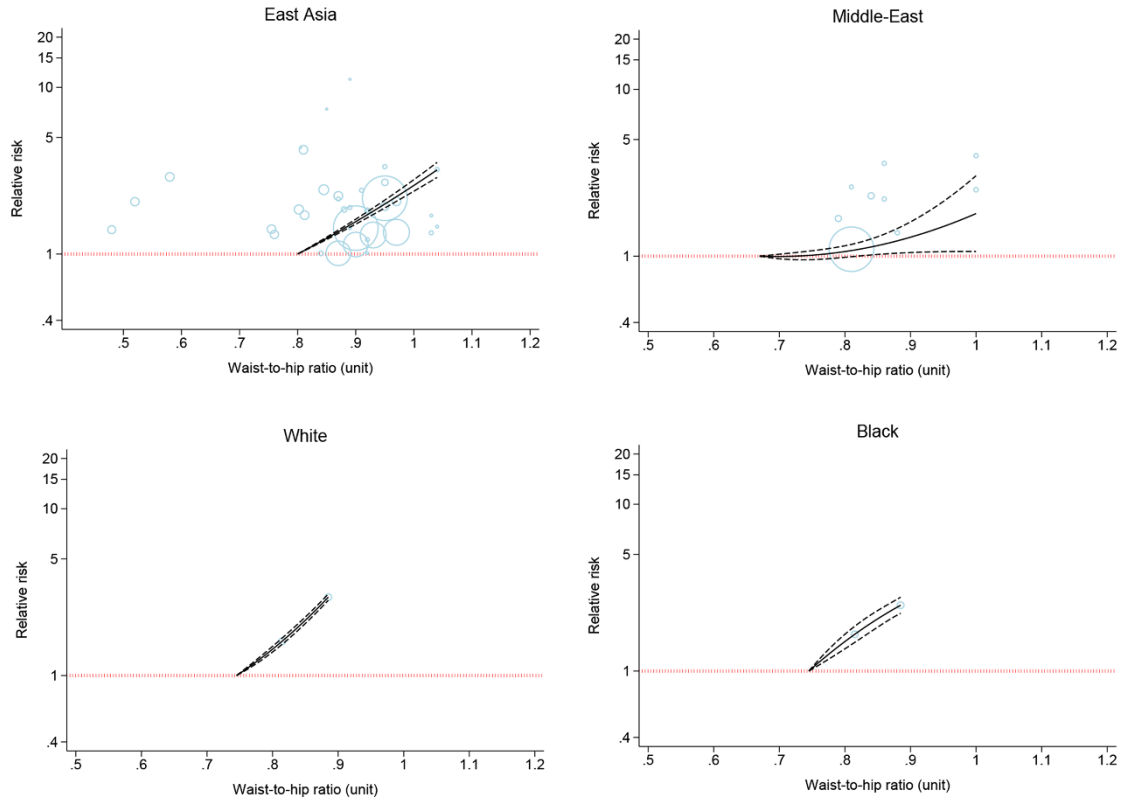 East Asia
20
15
10
5
1
.4
Relative risk
.5 .6 .7 .8 .9 1 1.1 1.2
Waist-to-hip ratio (unit)
Middle-East
20
15
10
5
1
.4
Relative risk
.5 .6 .7 .8 .9 1 1.1 1.2
Waist-to-hip ratio (unit)
White
20
15
10
5
1
.4
Relative risk
.5 .6 .7 .8 .9 1 1.1 1.2
Waist-to-hip ratio (unit)
Black
20
15
10
5
1
.4
Relative risk
.5 .6 .7 .8 .9 1 1.1 1.2
Waist-to-hip ratio (unit)